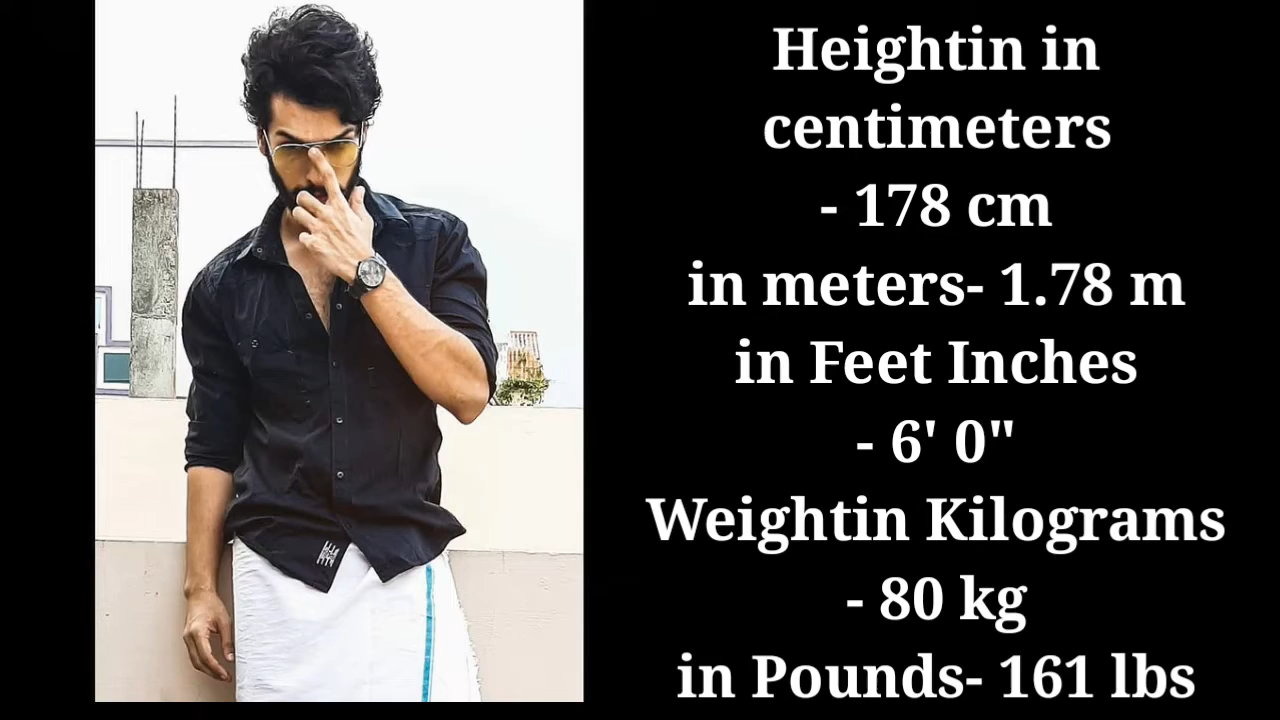 Heightin in
centimeters
- 178 cm
in meters- 1.78 m
in Feet Inches
- 6' 0"
Weightin Kilograms
- 80 kg
in Pounds- 161 lbs